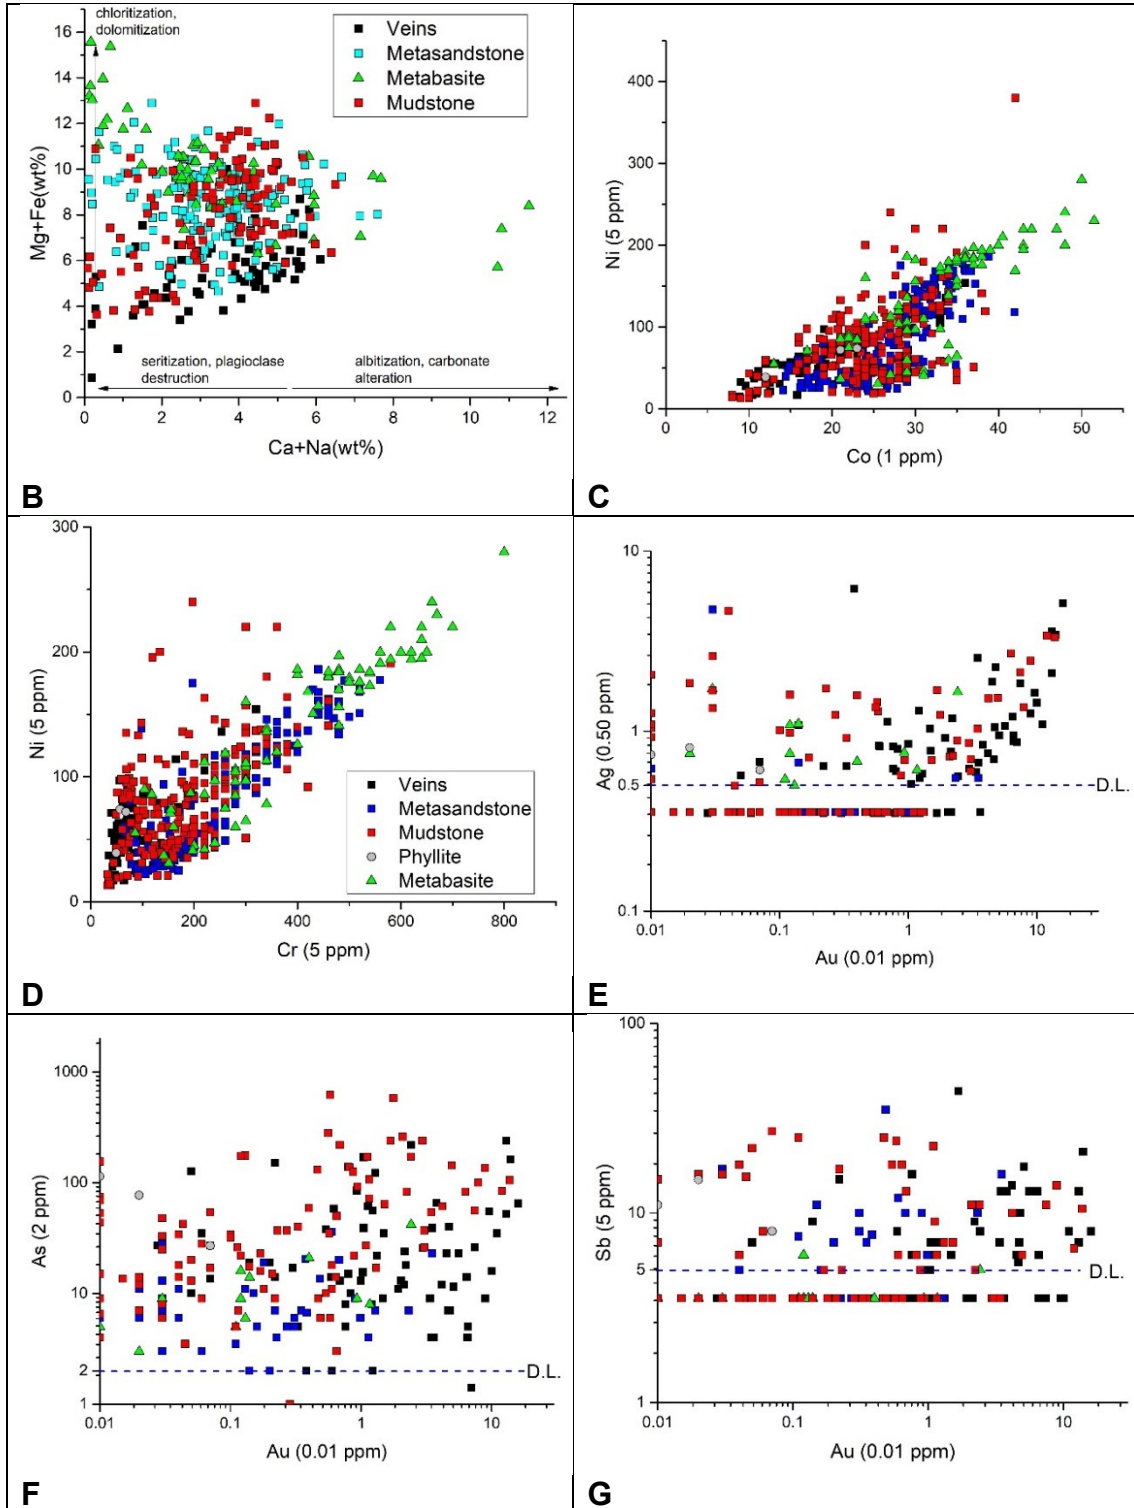 chloritization,
dolomitization
Veins
Metasandstone
Metabasite
Mudstone
16
14
12
10
8
6
4
2
0
Mg+Fe(wt%)
seritization, plagioclase
destruction
albitization, carbonate
alteration
0 2 4 6 8 10 12
Ca+Na(wt%)
B
400
300
200
100
0
Ni (5 ppm)
0 10 20 30 40 50
Co (1 ppm)
C
300
200
100
0
Ni (5 ppm)
Veins
Metasandstone
Mudstone
Phyllite
Metabasite
0 200 400 600 800
Cr (5 ppm)
D
10
1
0.5
0.1
Ag (0.50 ppm)
D.L.
0.01 0.1 1 10
Au (0.01 ppm)
E
1000
100
10
2
1
As (2 ppm)
D.L.
0.01 0.1 1 10
Au (0.01 ppm)
F
100
10
5
1
Sb (5 ppm)
D.L.
0.01 0.1 1 10
Au (0.01 ppm)
G